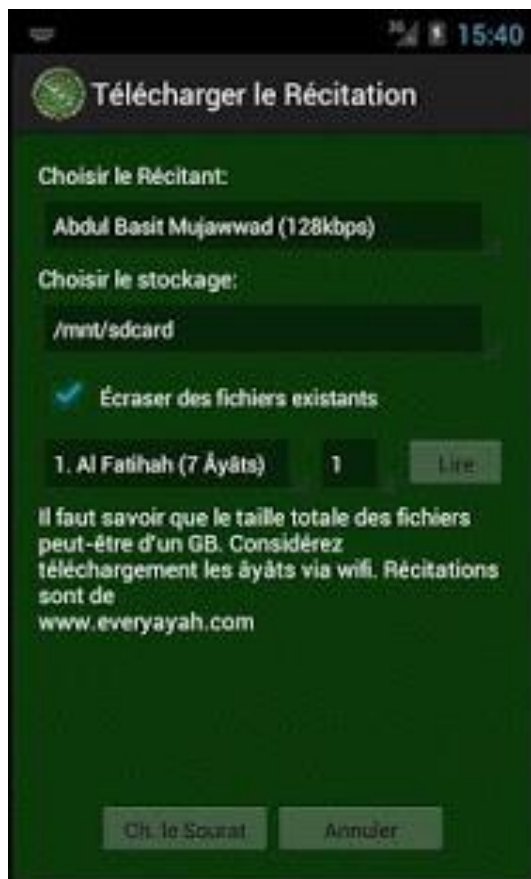 3G 15:40
Télécharger le Récitation
Choisir le Récitant:
Abdul Basit Mujawwad (128kbps)
Choisir le stockage:
/mnt/sdcard
Écraser des fichiers existants
1. Al Fatihah (7 Âyâts) 1 Lire
Il faut savoir que le taille totale des fichiers
peut-être d'un GB. Considérez
téléchargement les âyâts via wifi. Récitations
sont de
www.everyayah.com
Ch. le Sourat Annuler